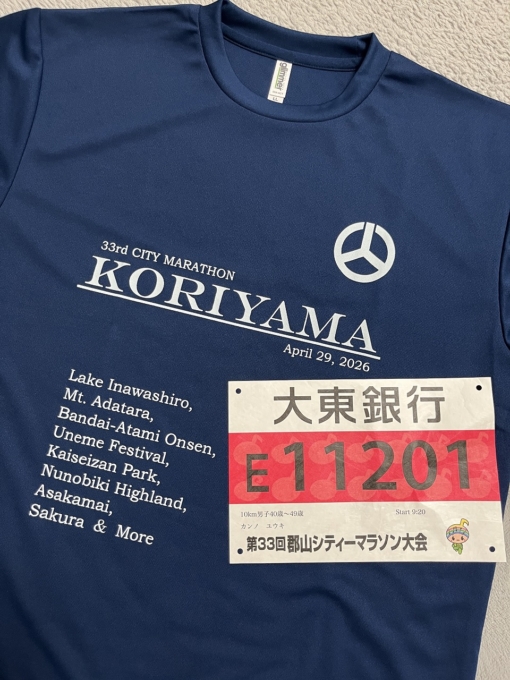 glimmer
33rd CITY MARATHON
KORIYAMA
April 29, 2026
Lake Inawashiro,
Mt. Adatara,
Bandai-Atami Onsen,
Uneme Festival,
Kaiseizan Park,
Nunobiki Highland,
Asakamai,
Sakura & More
大東銀行
E11201
10km男子40歳〜49歳
Start 9:20
カンノ ユウキ
第33回郡山シティーマラソン大会